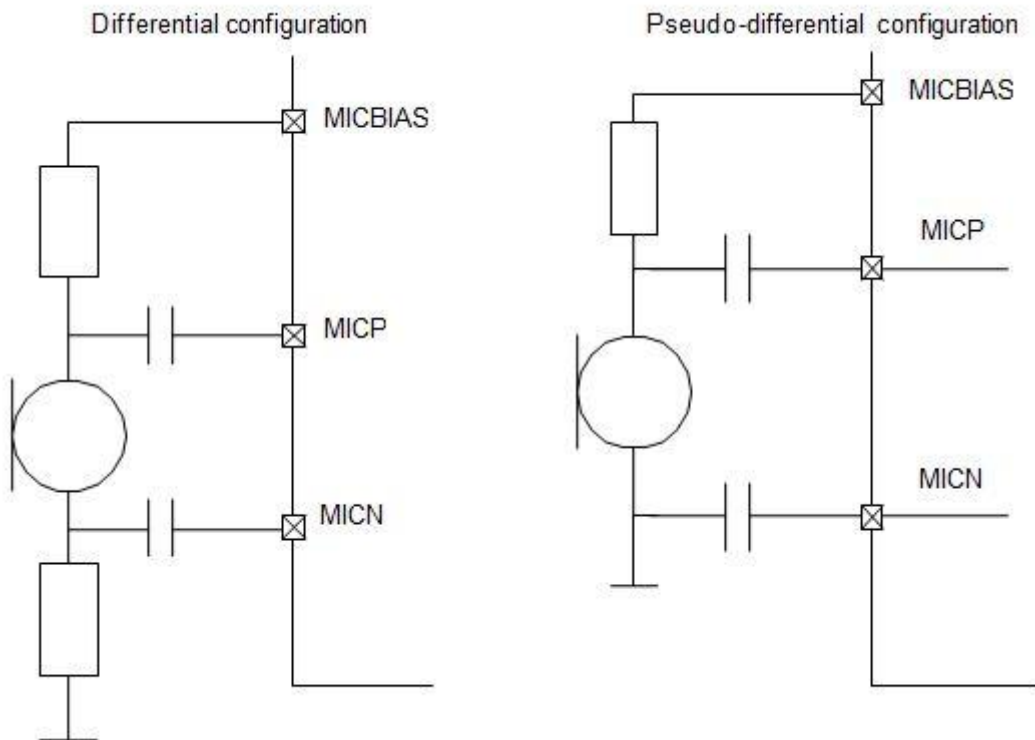 Differential configuration
MICBIAS
MICP
MICN
Pseudo-differential configuration
MICBIAS
MICP
MICN